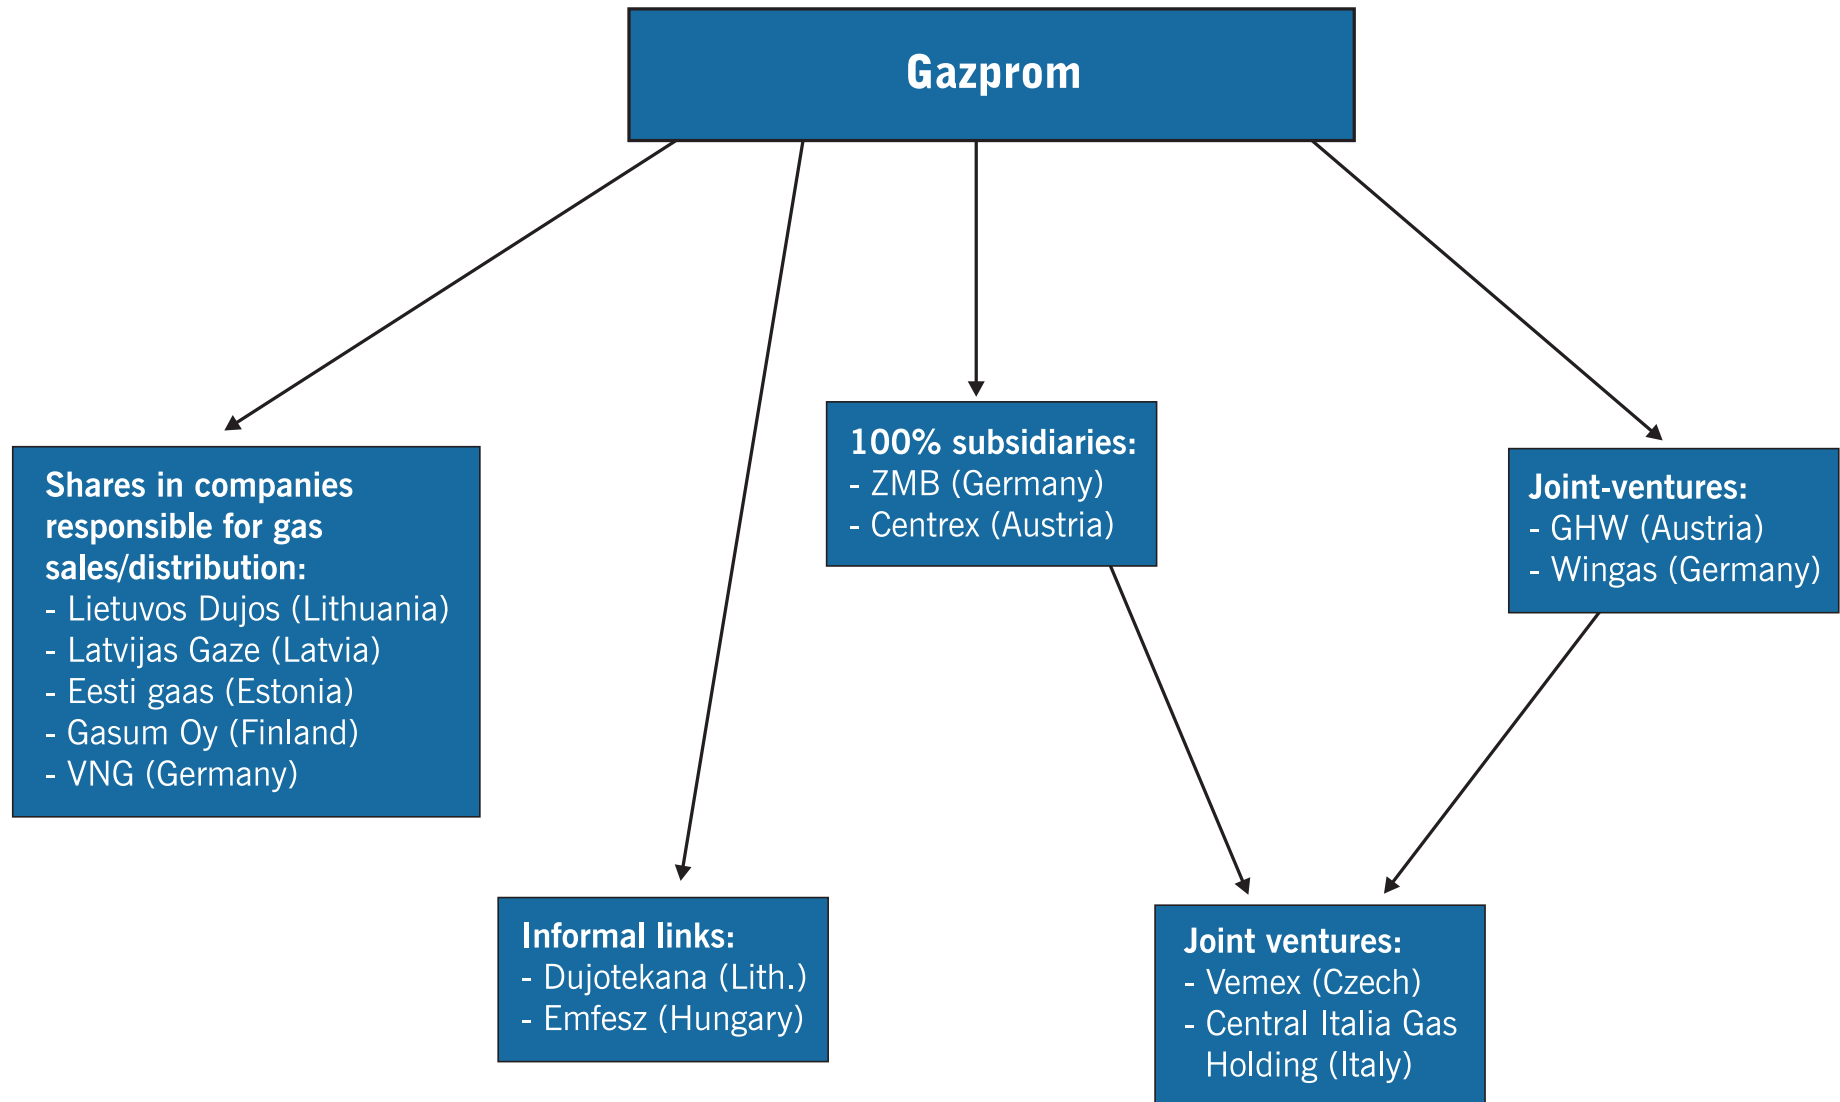 Gazprom
Shares in companies
responsible for gas
sales/distribution:
- Lietuvos Dujos (Lithuania)
- Latvijas Gaze (Latvia)
- Eesti gaas (Estonia)
- Gasum Oy (Finland)
- VNG (Germany)
Informal links:
- Dujotekana (Lith.)
- Emfesz (Hungary)
100% subsidiaries:
- ZMB (Germany)
- Centrex (Austria)
Joint-ventures:
- GHW (Austria)
- Wingas (Germany)
Joint ventures:
- Vemex (Czech)
- Central Italia Gas
Holding (Italy)